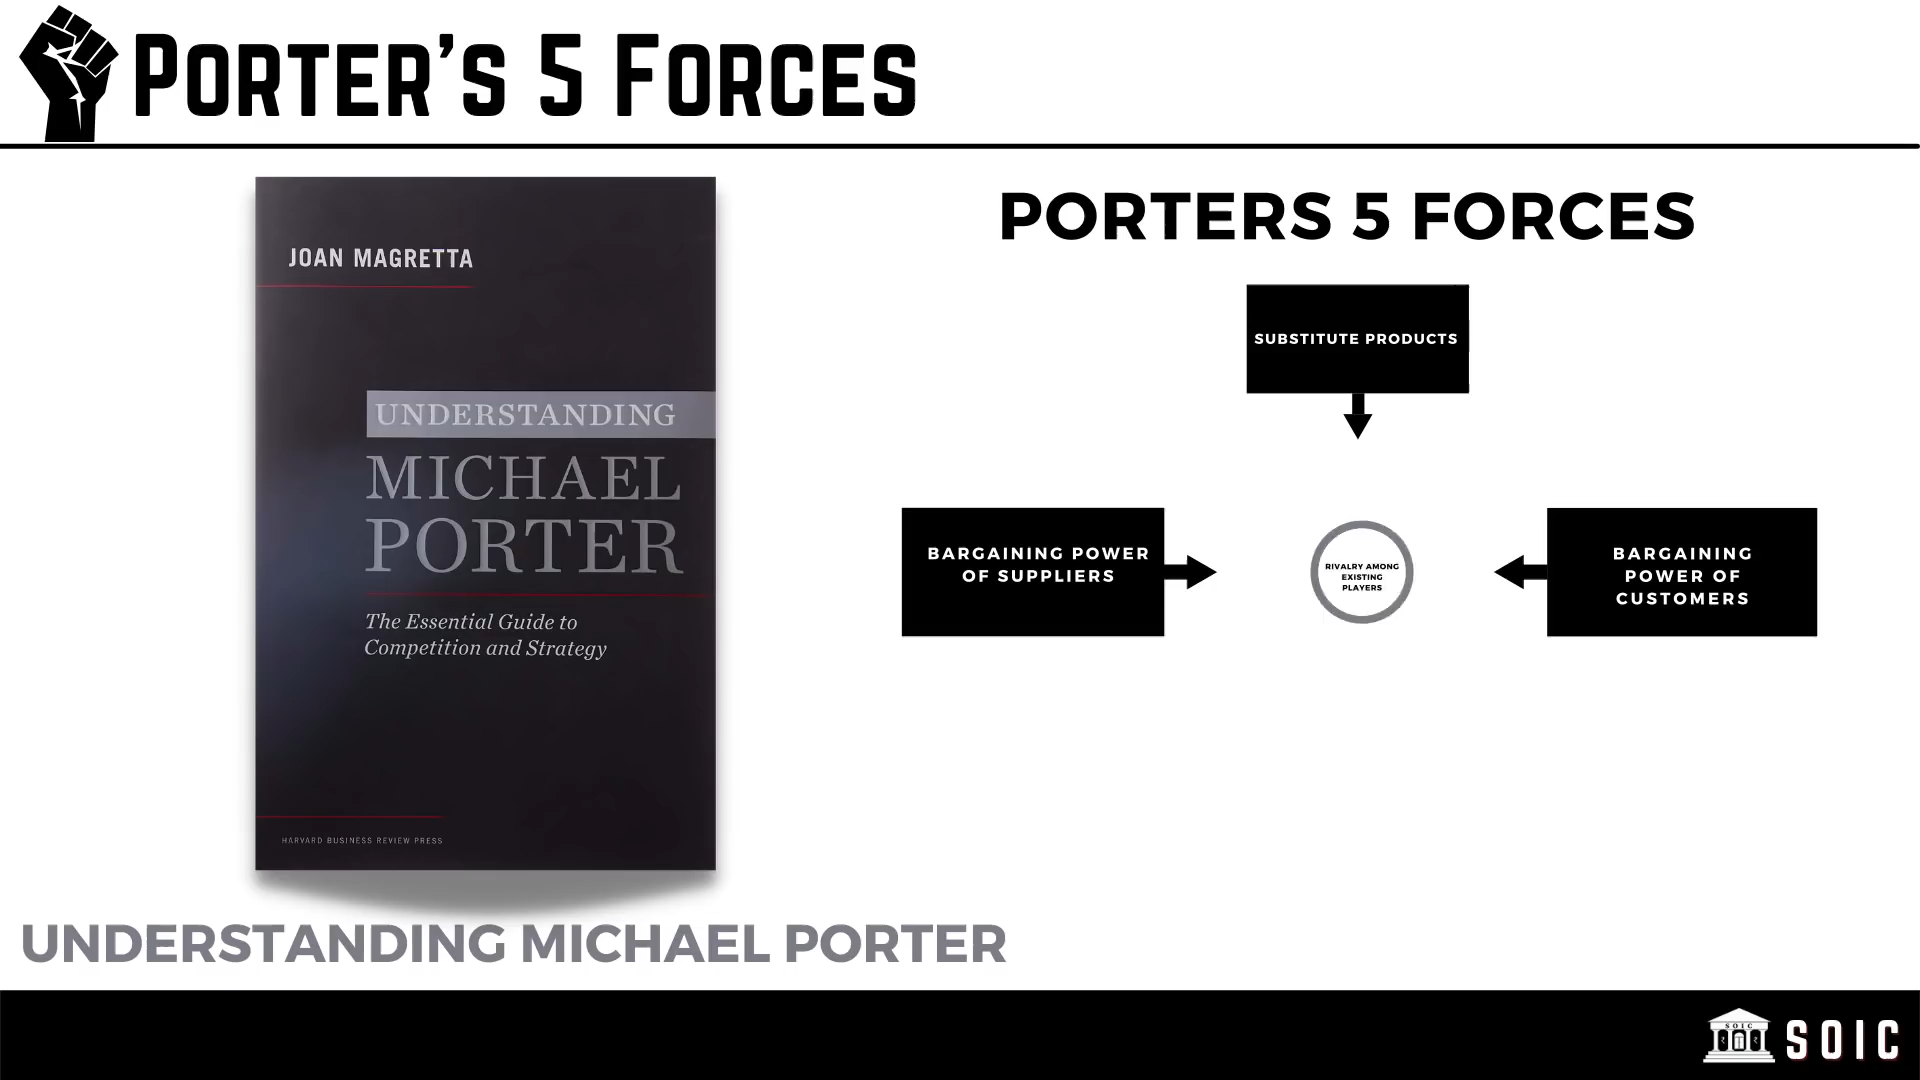 PORTER'S 5 FORCES
JOAN MAGRETTA
UNDERSTANDING
MICHAEL
PORTER
The Essential Guide to
Competition and Strategy
HARVARD BUSINESS REVIEW PRESS
UNDERSTANDING MICHAEL PORTER
PORTERS 5 FORCES
SUBSTITUTE PRODUCTS
BARGAINING POWER
OF SUPPLIERS
RIVALRY AMONG
EXISTING
PLAYERS
BARGAINING
POWER OF
CUSTOMERS
SOIC
SOIC